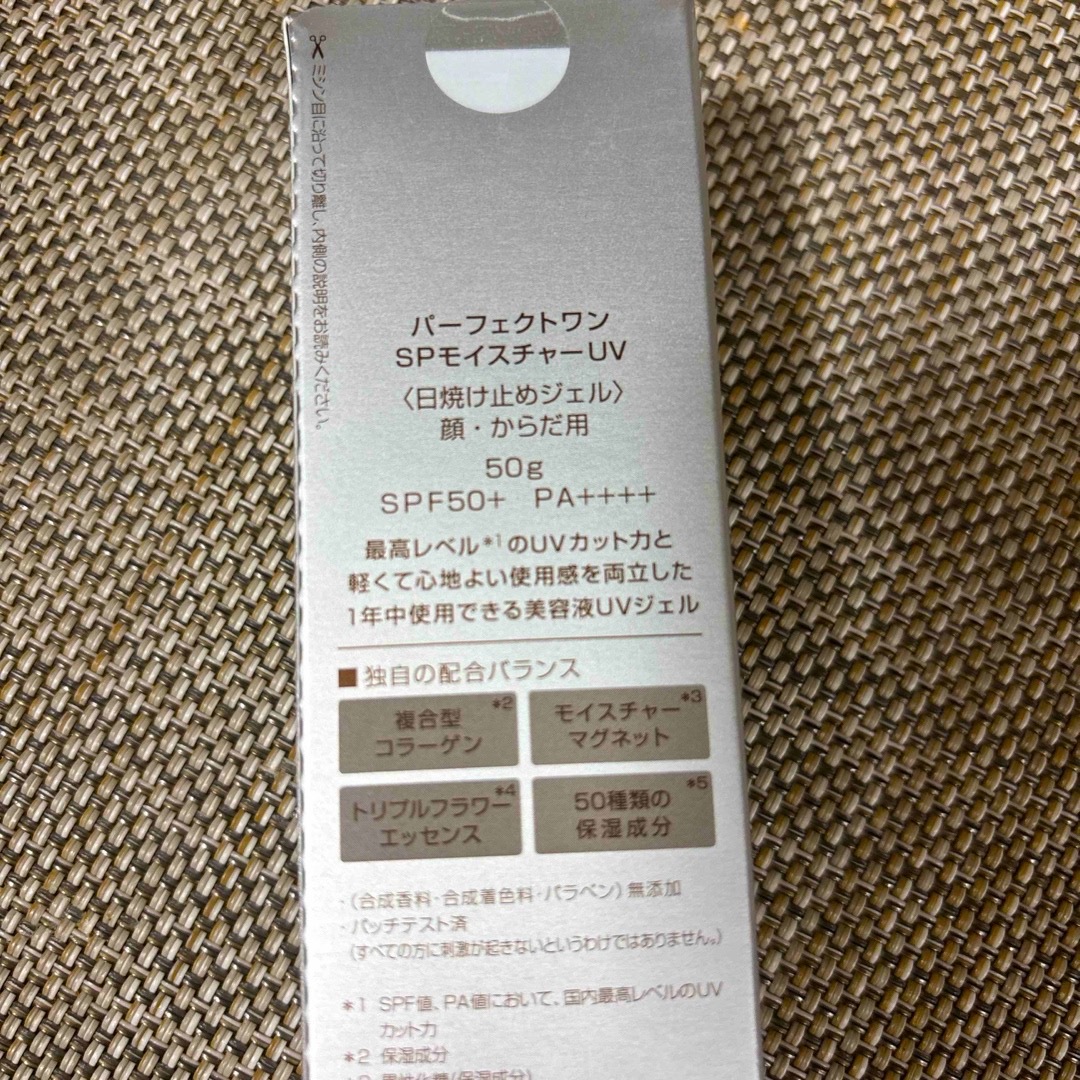 ミシン目に沿って切り離し、内側の説明をお読みください。
パーフェクトワン
SPモイスチャーUV
〈日焼け止めジェル〉
顔・からだ用
50g
SPF50+ PA++++
最高レベル*1のUVカット力と
軽くて心地よい使用感を両立した
1年中使用できる美容液UVジェル
■独自の配合バランス
複合型*2
コラーゲン
モイスチャー*3
マグネット
トリプルフラワー*4
エッセンス
50種類の*5
保湿成分
・(合成香料・合成着色料・パラベン)無添加
・パッチテスト済
(すべての方に刺激が起きないというわけではありません。)
*1 SPF値、PA値において、国内最高レベルのUV
カット力
*2 保湿成分